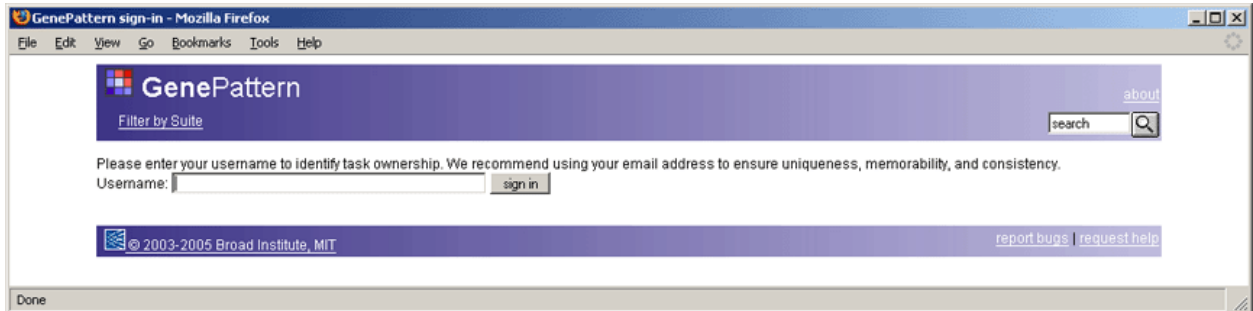 GenePattern sign-in - Mozilla Firefox
File Edit View Go Bookmarks Tools Help
GenePattern
about
Filter by Suite
search
Please enter your username to identify task ownership. We recommend using your email address to ensure uniqueness, memorability, and consistency.
Username: sign in
© 2003-2005 Broad Institute, MIT report bugs | request help
Done